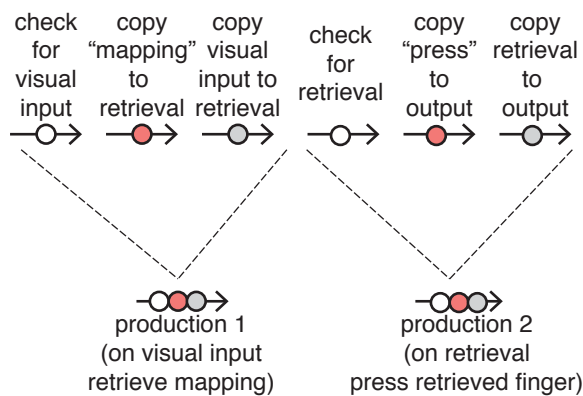 check
for
visual
input
copy
“mapping”
to
retrieval
copy
visual
input to
retrieval
check
for
retrieval
copy
“press”
to
output
copy
retrieval
to
output
production 1
(on visual input
retrieve mapping)
production 2
(on retrieval
press retrieved finger)